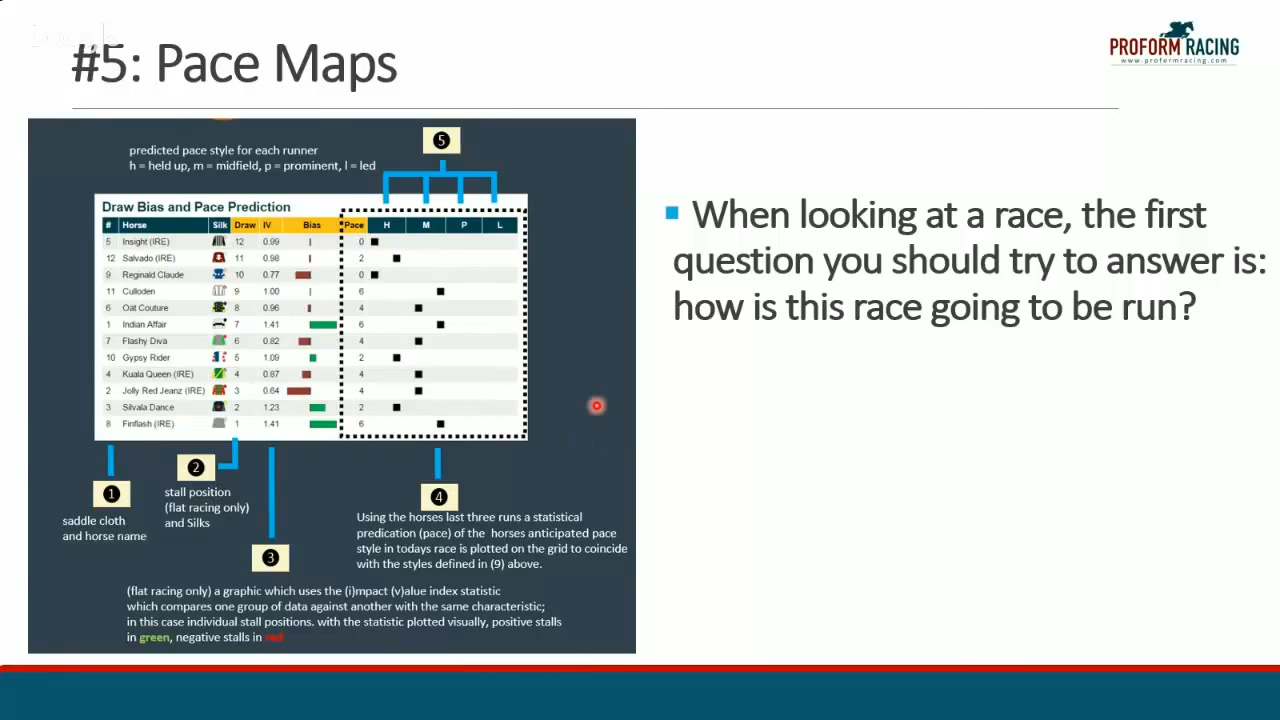 #5: Pace Maps
PROFORM RACING
www.proformracing.com
5
predicted pace style for each runner
h = held up, m = midfield, p = prominent, l = led
Draw Bias and Pace Prediction
# Horse Silk Draw IV Bias Pace H M P L
5 Insight (IRE) 12 0.99 0
12 Salvado (IRE) 11 0.98 2
9 Reginald Claude 10 0.77 0
11 Culloden 9 1.00 6
6 Oat Couture 8 0.96 4
1 Indian Affair 7 1.41 6
7 Flashy Diva 6 0.82 4
10 Gypsy Rider 5 1.09 2
4 Kuala Queen (IRE) 4 0.87 4
2 Jolly Red Jeanz (IRE) 3 0.64 4
3 Silvala Dance 2 1.23 2
8 Finflash (IRE) 1 1.41 6
1
saddle cloth
and horse name
2
stall position
(flat racing only)
and Silks
3
(flat racing only) a graphic which uses the (i)mpact (v)alue index statistic
which compares one group of data against another with the same characteristic;
in this case individual stall positions. with the statistic plotted visually, positive stalls
in green, negative stalls in red
4
Using the horses last three runs a statistical
predication (pace) of the horses anticipated pace
style in todays race is plotted on the grid to coincide
with the styles defined in (9) above.
When looking at a race, the first
question you should try to answer is:
how is this race going to be run?